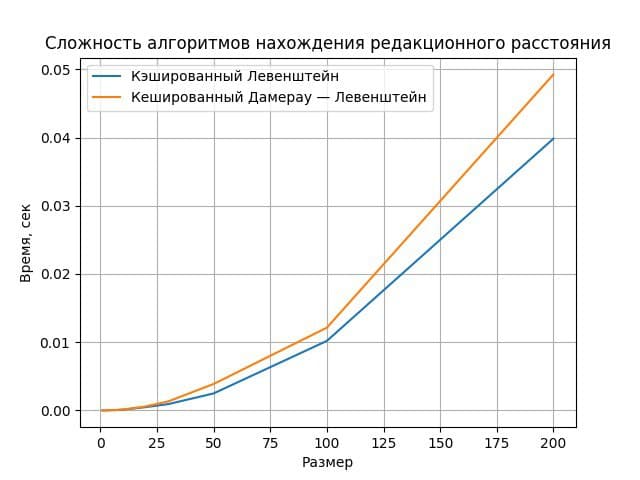 Сложность алгоритмов нахождения редакционного расстояния
Кэшированный Левенштейн
Кешированный Дамерау — Левенштейн
0.05
0.04
0.03
0.02
0.01
0.00
Время, сек
0 25 50 75 100 125 150 175 200
Размер